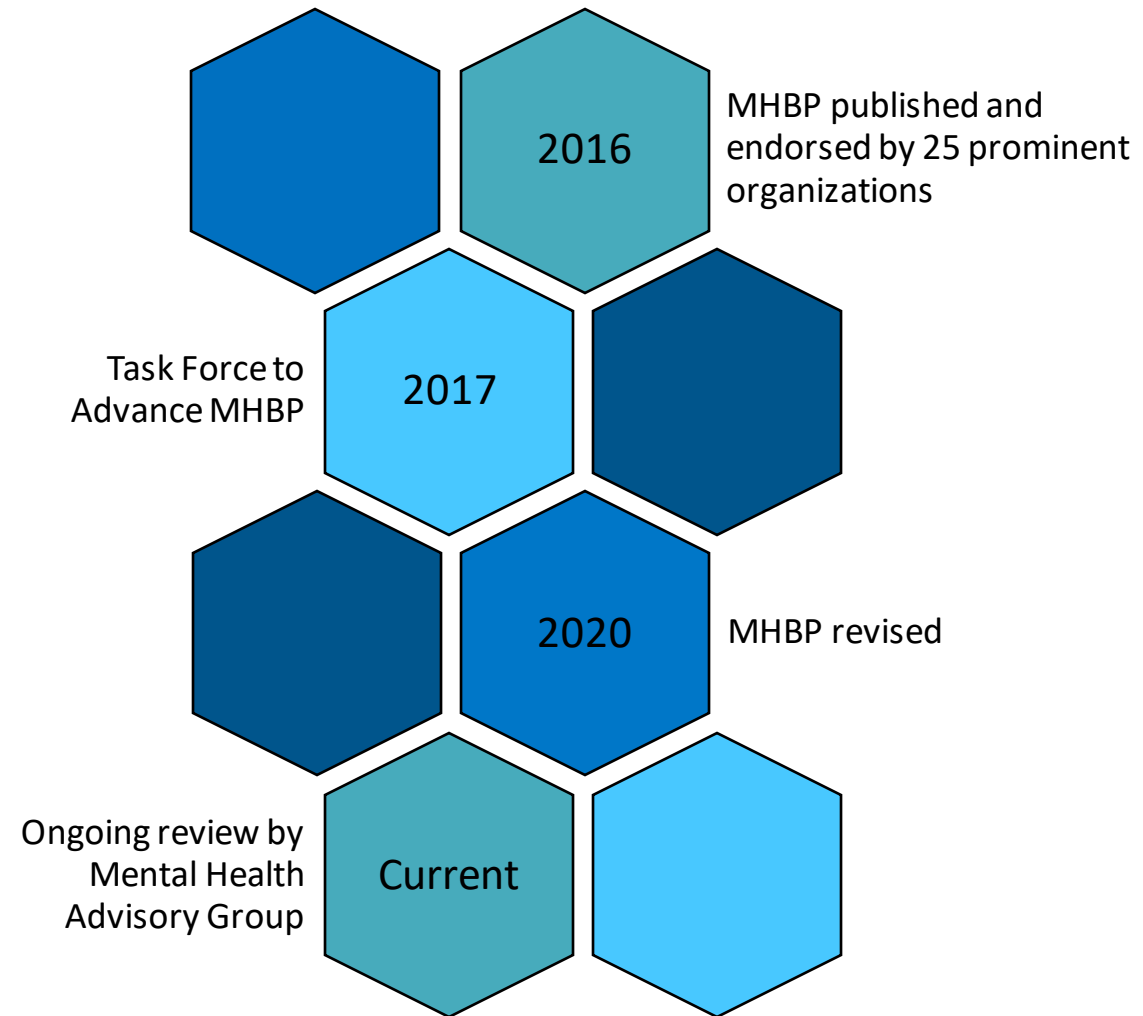 2016
MHBP published and
endorsed by 25 prominent
organizations
Task Force to
Advance MHBP
2017
2020
MHBP revised
Ongoing review by
Mental Health
Advisory Group
Current